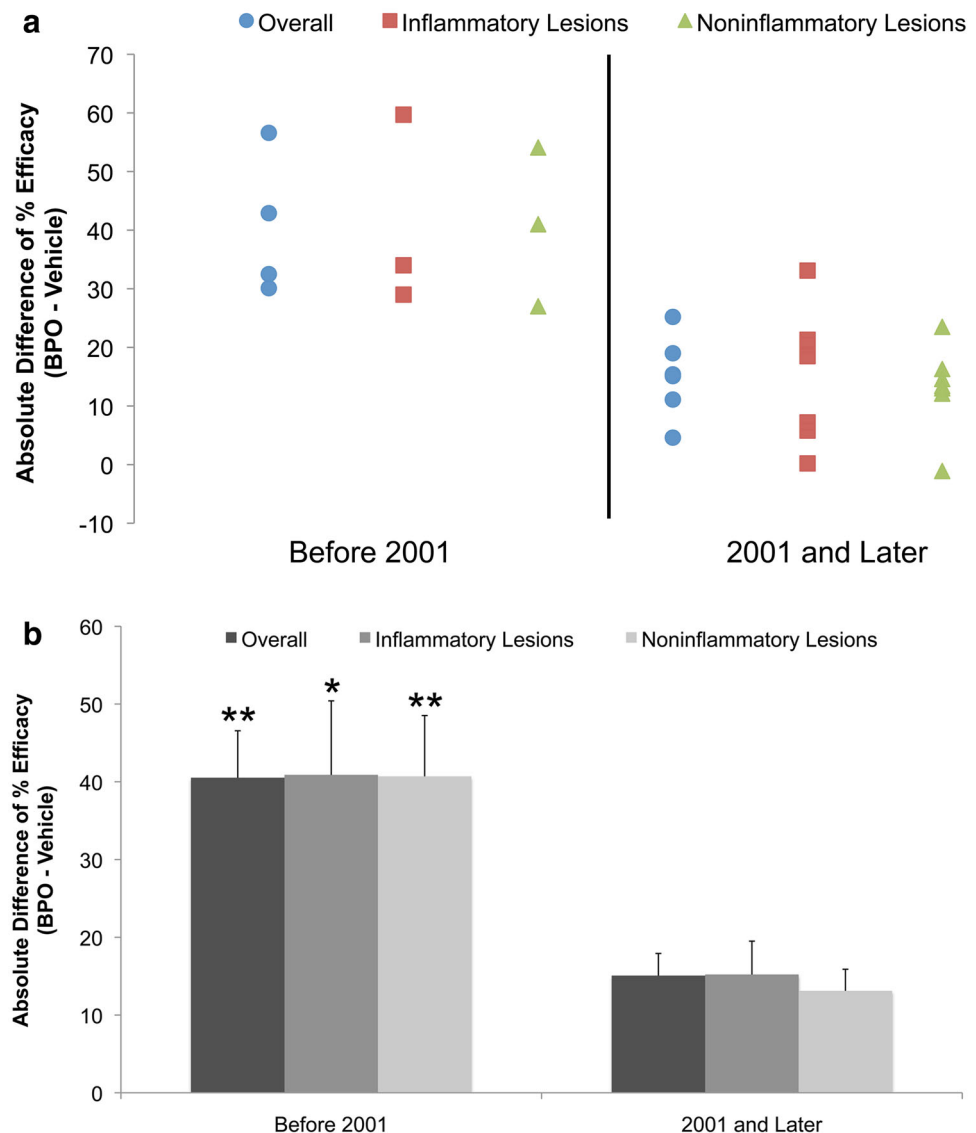 a
Overall Inflammatory Lesions Noninflammatory Lesions
70
60
50
40
30
20
10
0
-10
Absolute Difference of % Efficacy
(BPO - Vehicle)
Before 2001 2001 and Later
b
Overall Inflammatory Lesions Noninflammatory Lesions
60
50
40
30
20
10
0
Absolute Difference of % Efficacy
(BPO - Vehicle)
** * **
Before 2001 2001 and Later